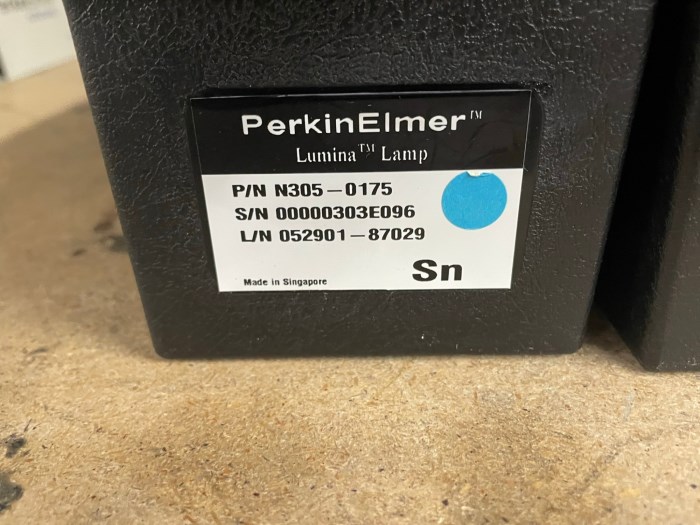 PerkinElmer™
Lumina™ Lamp
P/N N305-0175
S/N 00000303E096
L/N 052901-87029
Sn
Made in Singapore